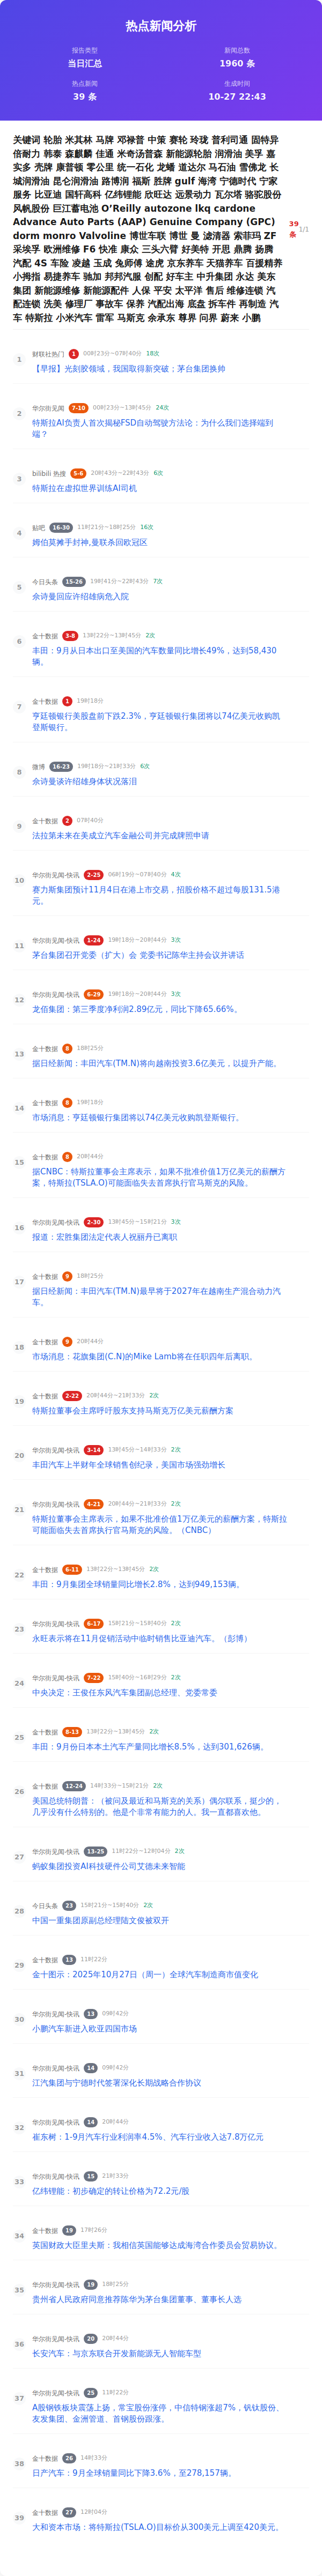 热点新闻分析
报告类型
新闻总数
当日汇总
1960 条
热点新闻
生成时间
39 条
10-27 22:43
关键词 轮胎 米其林 马牌 邓禄普 中策 赛轮 玲珑 普利司通 固特异
倍耐力 韩泰 森麒麟 佳通 米奇汤普森 新能源轮胎 润滑油 美孚 嘉
实多 壳牌 康普顿 零公里 统一石化 龙蟠 道达尔 马石油 雪佛龙 长
城润滑油 昆仑润滑油 路博润 福斯 胜牌 gulf 海湾 宁德时代 宁家
服务 比亚迪 国轩高科 亿纬锂能 欣旺达 远景动力 瓦尔塔 骆驼股份
风帆股份 巨江蓄电池 O’Reilly autozone lkq cardone
Advance Auto Parts (AAP) Genuine Company (GPC)
dorm monro Valvoline 博世车联 博世 曼 滤清器 索菲玛 ZF
采埃孚 欧洲维修 F6 快准 康众 三头六臂 好美特 开思 鼎腾 扬腾
汽配 4S 车险 凌越 玉成 兔师傅 途虎 京东养车 天猫养车 百援精养
小拇指 易捷养车 驰加 邦邦汽服 创配 好车主 中升集团 永达 美东
集团 新能源维修 新能源配件 人保 平安 太平洋 售后 维修连锁 汽
配连锁 洗美 修理厂 事故车 保养 汽配出海 底盘 拆车件 再制造 汽
车 特斯拉 小米汽车 雷军 马斯克 余承东 尊界 问界 蔚来 小鹏
39
条
1/1
1
财联社热门 1 00时23分~07时40分 18次
【早报】光刻胶领域，我国取得新突破；茅台集团换帅
2
华尔街见闻 7-10 00时23分~13时45分 24次
特斯拉AI负责人首次揭秘FSD自动驾驶方法论：为什么我们选择端到
端？
3
bilibili 热搜 5-6 20时43分~22时43分 6次
特斯拉在虚拟世界训练AI司机
4
贴吧 16-30 11时21分~18时25分 16次
姆伯莫摊手封神,曼联杀回欧冠区
5
今日头条 15-26 19时41分~22时43分 7次
佘诗曼回应许绍雄病危入院
6
金十数据 3-8 13时22分~13时45分 2次
丰田：9月从日本出口至美国的汽车数量同比增长49%，达到58,430
辆。
7
金十数据 1 19时18分
亨廷顿银行美股盘前下跌2.3%，亨廷顿银行集团将以74亿美元收购凯
登斯银行。
8
微博 16-23 19时18分~21时33分 6次
佘诗曼谈许绍雄身体状况落泪
9
金十数据 2 07时40分
法拉第未来在美成立汽车金融公司并完成牌照申请
10
华尔街见闻-快讯 2-25 06时19分~07时40分 4次
赛力斯集团预计11月4日在港上市交易，招股价格不超过每股131.5港
元。
11
华尔街见闻-快讯 1-24 19时18分~20时44分 3次
茅台集团召开党委（扩大）会 党委书记陈华主持会议并讲话
12
华尔街见闻-快讯 6-29 19时18分~20时44分 3次
龙佰集团：第三季度净利润2.89亿元，同比下降65.66%。
13
金十数据 8 18时25分
据日经新闻：丰田汽车(TM.N)将向越南投资3.6亿美元，以提升产能。
14
金十数据 8 19时18分
市场消息：亨廷顿银行集团将以74亿美元收购凯登斯银行。
15
金十数据 8 20时44分
据CNBC：特斯拉董事会主席表示，如果不批准价值1万亿美元的薪酬方
案，特斯拉(TSLA.O)可能面临失去首席执行官马斯克的风险。
16
华尔街见闻-快讯 2-30 13时45分~15时21分 3次
报道：宏胜集团法定代表人祝丽丹已离职
17
金十数据 9 18时25分
据日经新闻：丰田汽车(TM.N)最早将于2027年在越南生产混合动力汽
车。
18
金十数据 9 20时44分
市场消息：花旗集团(C.N)的Mike Lamb将在任职四年后离职。
19
金十数据 2-22 20时44分~21时33分 2次
特斯拉董事会主席呼吁股东支持马斯克万亿美元薪酬方案
20
华尔街见闻-快讯 3-14 13时45分~14时33分 2次
丰田汽车上半财年全球销售创纪录，美国市场强劲增长
21
华尔街见闻-快讯 4-21 20时44分~21时33分 2次
特斯拉董事会主席表示，如果不批准价值1万亿美元的薪酬方案，特斯拉
可能面临失去首席执行官马斯克的风险。（CNBC）
22
金十数据 6-11 13时22分~13时45分 2次
丰田：9月集团全球销量同比增长2.8%，达到949,153辆。
23
华尔街见闻-快讯 6-17 15时21分~15时40分 2次
永旺表示将在11月促销活动中临时销售比亚迪汽车。（彭博）
24
华尔街见闻-快讯 7-22 15时40分~16时29分 2次
中央决定：王俊任东风汽车集团副总经理、党委常委
25
金十数据 8-13 13时22分~13时45分 2次
丰田：9月份日本本土汽车产量同比增长8.5%，达到301,626辆。
26
金十数据 12-24 14时33分~15时21分 2次
美国总统特朗普：（被问及最近和马斯克的关系）偶尔联系，挺少的，
几乎没有什么特别的。他是个非常有能力的人。我一直都喜欢他。
27
华尔街见闻-快讯 13-25 11时22分~12时04分 2次
蚂蚁集团投资AI科技硬件公司艾德未来智能
28
今日头条 23 15时21分~15时40分 2次
中国一重集团原副总经理陆文俊被双开
29
金十数据 13 11时22分
金十图示：2025年10月27日（周一）全球汽车制造商市值变化
30
华尔街见闻-快讯 13 09时42分
小鹏汽车新进入欧亚四国市场
31
华尔街见闻-快讯 14 09时42分
江汽集团与宁德时代签署深化长期战略合作协议
32
华尔街见闻-快讯 14 20时44分
崔东树：1-9月汽车行业利润率4.5%、汽车行业收入达7.8万亿元
33
华尔街见闻-快讯 15 21时33分
亿纬锂能：初步确定的转让价格为72.2元/股
34
金十数据 19 17时26分
英国财政大臣里夫斯：我相信英国能够达成海湾合作委员会贸易协议。
35
华尔街见闻-快讯 19 18时25分
贵州省人民政府同意推荐陈华为茅台集团董事、董事长人选
36
华尔街见闻-快讯 20 20时44分
长安汽车：与京东联合开发新能源无人智能车型
37
华尔街见闻-快讯 25 11时22分
A股钢铁板块震荡上扬，常宝股份涨停，中信特钢涨超7%，钒钛股份、
友发集团、金洲管道、首钢股份跟涨。
38
金十数据 26 14时33分
日产汽车：9月全球销量同比下降3.6%，至278,157辆。
39
金十数据 27 12时04分
大和资本市场：将特斯拉(TSLA.O)目标价从300美元上调至420美元。